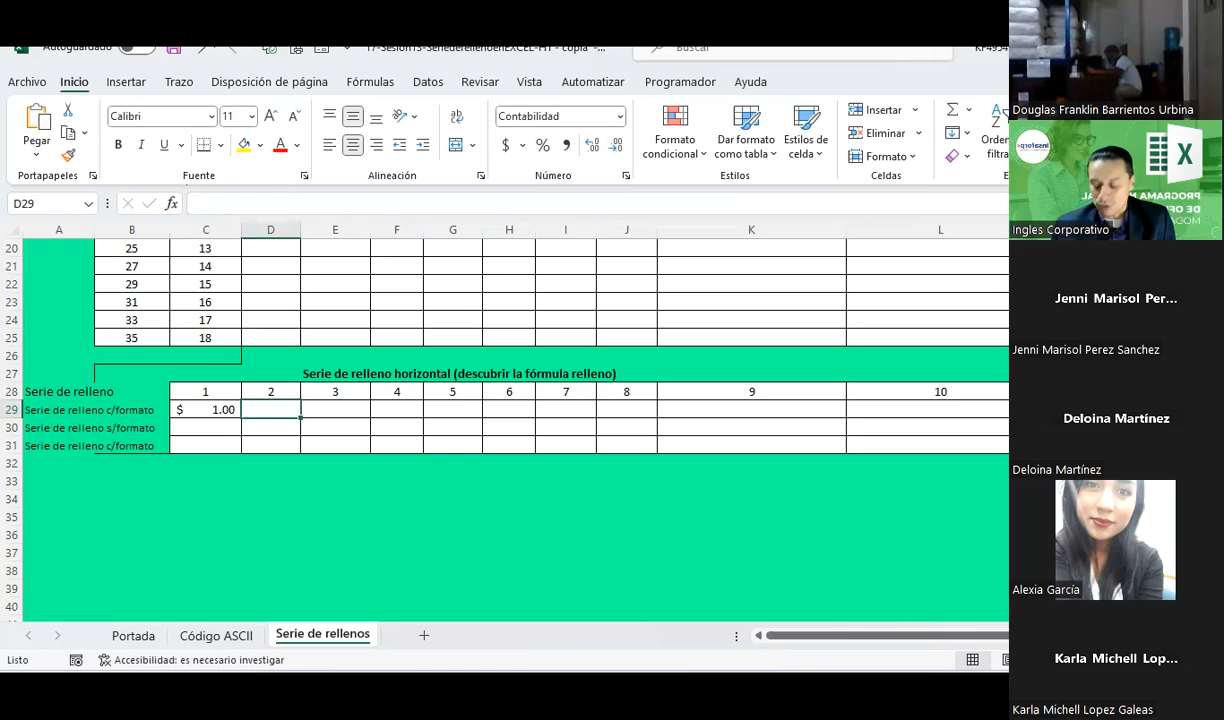 Autoguardado 17-Sesión13-SeriederellenoenEXCEL-HT - copia -... Buscar
Archivo Inicio Insertar Trazo Disposición de página Fórmulas Datos Revisar Vista Automatizar Programador Ayuda
Pegar Calibri 11 Contabilidad Formato condicional Dar formato como tabla Estilos de celda Insertar Eliminar Formato
Portapapeles Fuente Alineación Número Estilos Celdas
D29 fx
A B C D E F G H I J K L
20 25 13
21 27 14
22 29 15
23 31 16
24 33 17
25 35 18
26
27 Serie de relleno horizontal (descubrir la fórmula relleno)
28 Serie de relleno 1 2 3 4 5 6 7 8 9 10
29 Serie de relleno c/formato $ 1.00
30 Serie de relleno s/formato
31 Serie de relleno c/formato
32
33
34
35
36
37
38
39
40
Portada Código ASCII Serie de rellenos
Listo Accesibilidad: es necesario investigar
Douglas Franklin Barrientos Urbina
insaforp
Ingles Corporativo
Jenni Marisol Per...
Jenni Marisol Perez Sanchez
Deloina Martínez
Deloina Martínez
Alexia García
Karla Michell Lop...
Karla Michell Lopez Galeas